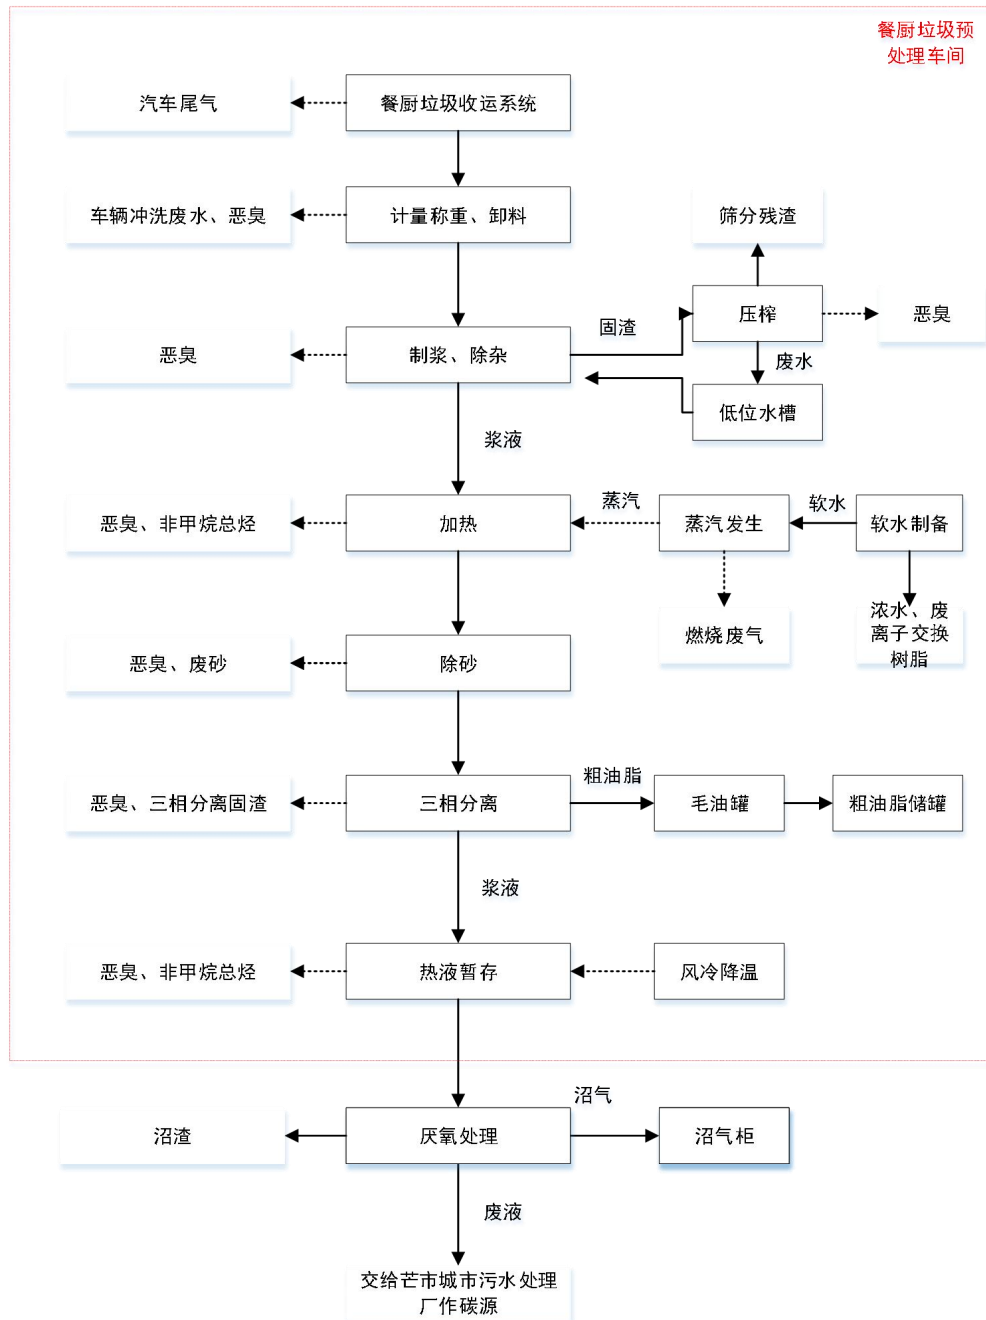 餐厨垃圾预
处理车间
汽车尾气
餐厨垃圾收运系统
车辆冲洗废水、恶臭
计量称重、卸料
筛分残渣
恶臭
制浆、除杂
固渣
压榨
恶臭
废水
低位水槽
浆液
恶臭、非甲烷总烃
加热
蒸汽
蒸汽发生
软水
软水制备
燃烧废气
浓水、废
离子交换
树脂
恶臭、废砂
除砂
恶臭、三相分离固渣
三相分离
粗油脂
毛油罐
粗油脂储罐
浆液
恶臭、非甲烷总烃
热液暂存
风冷降温
沼渣
厌氧处理
沼气
沼气柜
废液
交给芒市城市污水处理
厂作碳源